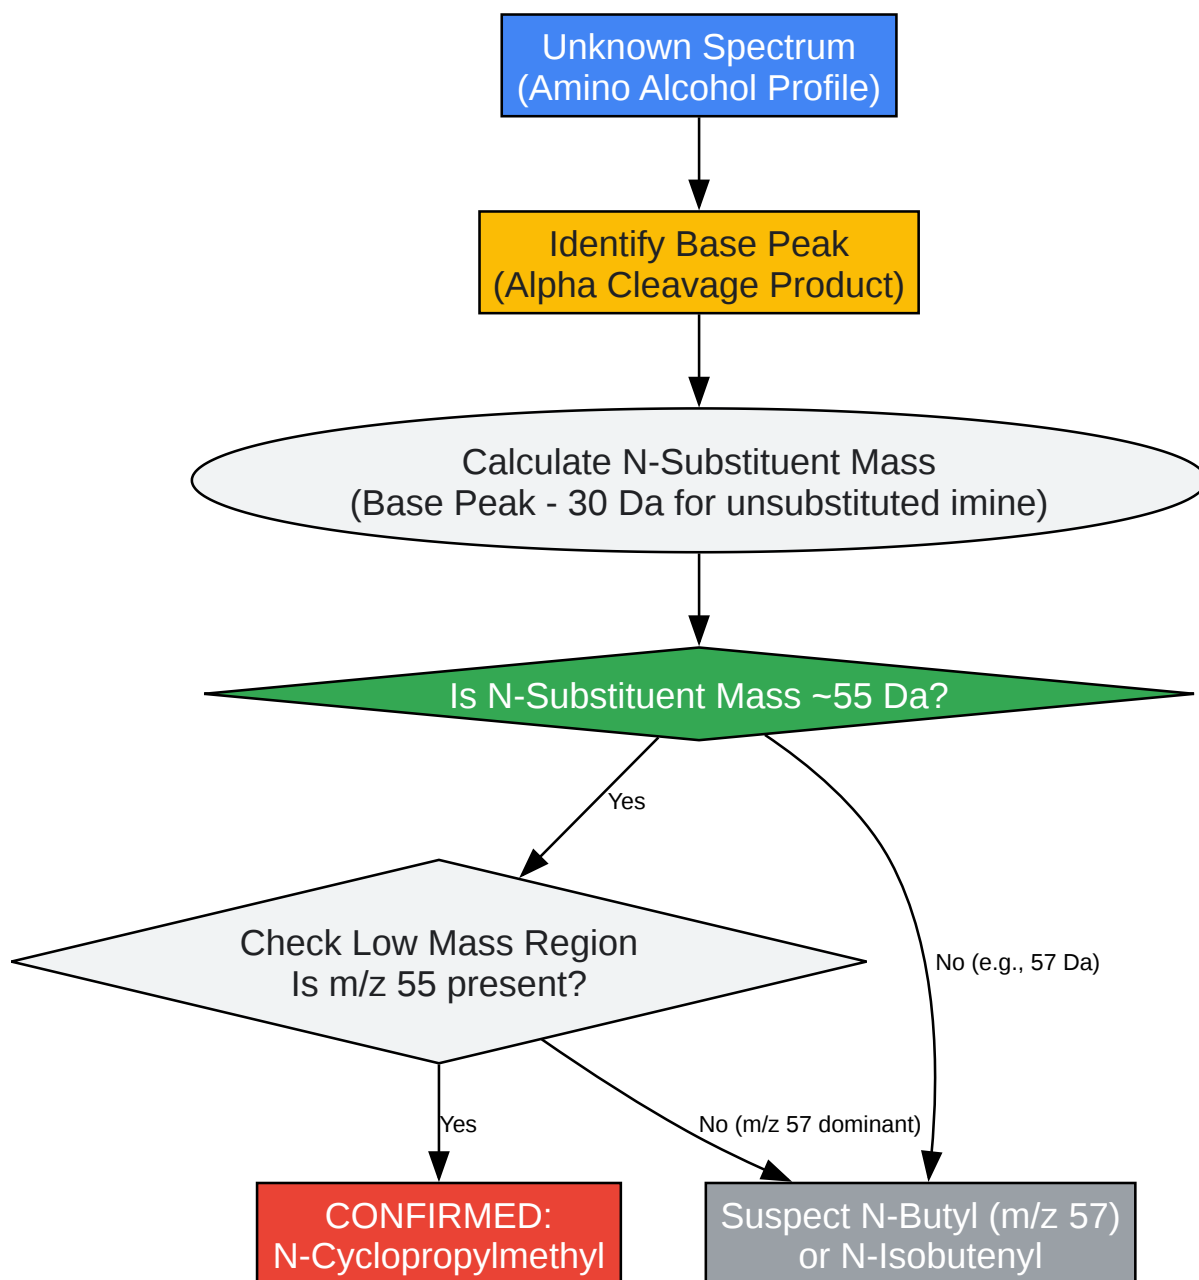 Unknown Spectrum
(Amino Alcohol Profile)
Identify Base Peak
(Alpha Cleavage Product)
Calculate N-Substituent Mass
(Base Peak - 30 Da for unsubstituted imine)
Is N-Substituent Mass ~55 Da?
Yes
Check Low Mass Region
Is m/z 55 present?
No (e.g., 57 Da)
Yes
No (m/z 57 dominant)
CONFIRMED:
N-Cyclopropylmethyl
Suspect N-Butyl (m/z 57)
or N-Isobutenyl